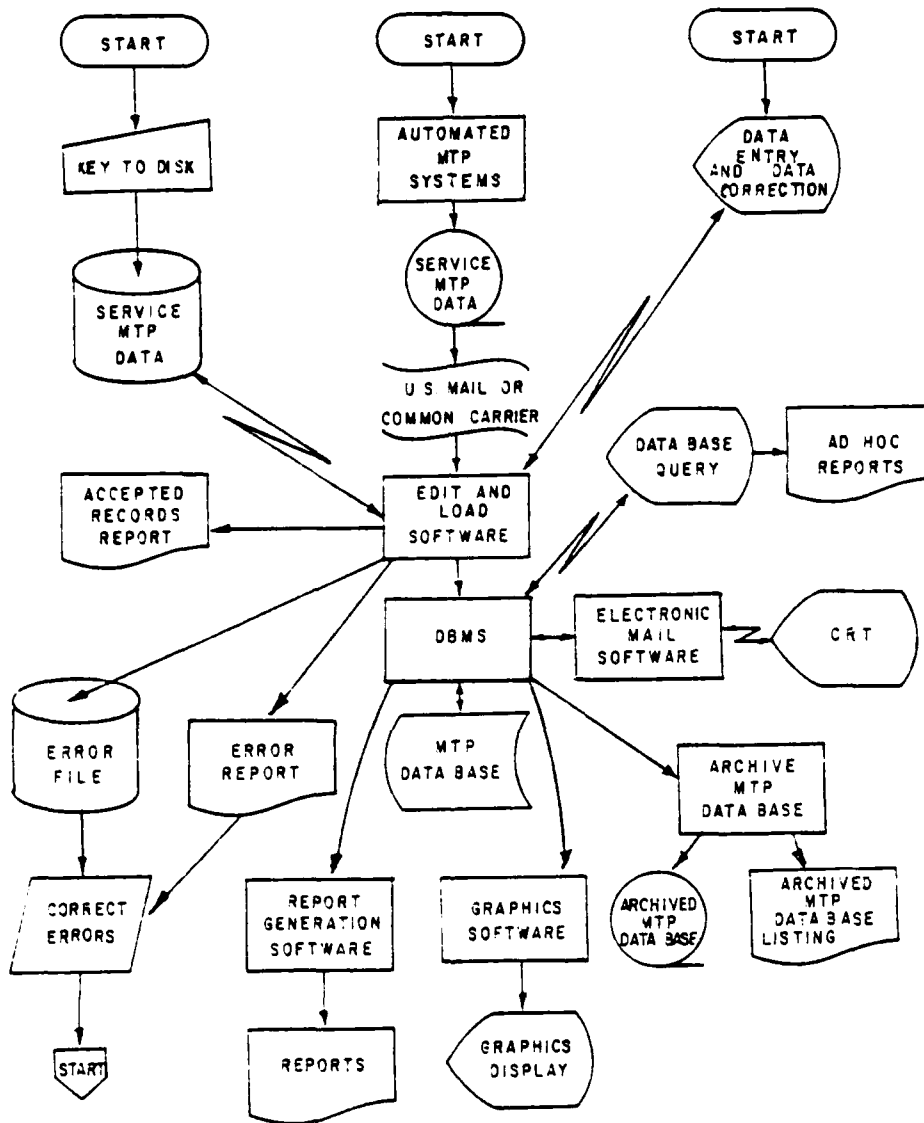 START
START
START
KEY TO DISK
AUTOMATED
MTP
SYSTEMS
DATA
ENTRY
AND DATA
CORRECTION
SERVICE
MTP
DATA
SERVICE
MTP
DATA
U.S. MAIL OR
COMMON CARRIER
DATA BASE
QUERY
AD HOC
REPORTS
ACCEPTED
RECORDS
REPORT
EDIT AND
LOAD
SOFTWARE
DBMS
ELECTRONIC
MAIL
SOFTWARE
CRT
ERROR
FILE
ERROR
REPORT
MTP
DATA BASE
ARCHIVE
MTP
DATA BASE
CORRECT
ERRORS
REPORT
GENERATION
SOFTWARE
GRAPHICS
SOFTWARE
ARCHIVED
MTP
DATA BASE
ARCHIVED
MTP
DATA BASE
LISTING
START
REPORTS
GRAPHICS
DISPLAY